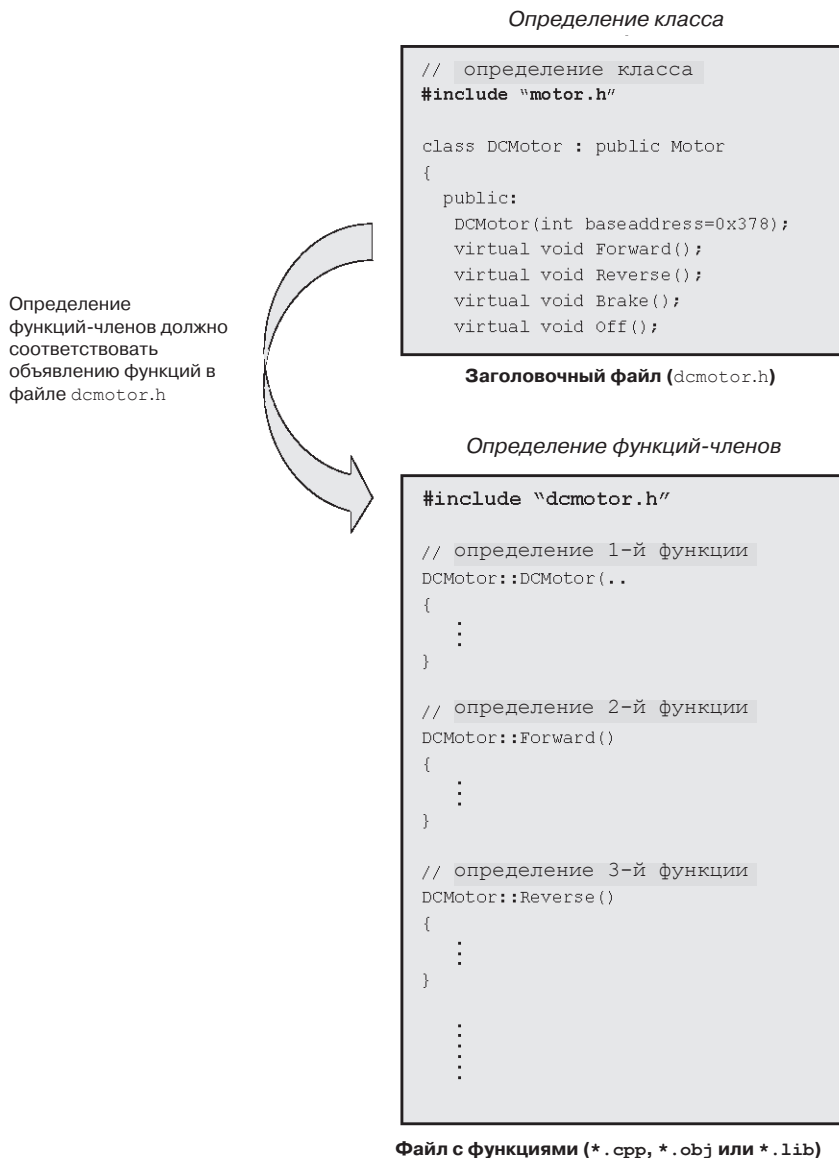 Определение класса
// определение класса
#include “motor.h”
class DCMotor : public Motor
{
public:
DCMotor(int baseaddress=0x378);
virtual void Forward();
virtual void Reverse();
virtual void Brake();
virtual void Off();
Заголовочный файл (dcmotor.h)
Определение
функций-членов должно
соответствовать
объявлению функций в
файле dcmotor.h
Определение функций-членов
#include “dcmotor.h”
// определение 1-й функции
DCMotor::DCMotor(..
{
⋮
}
// определение 2-й функции
DCMotor::Forward()
{
⋮
}
// определение 3-й функции
DCMotor::Reverse()
{
⋮
}
⋮
Файл с функциями (*.cpp, *.obj или *.lib)